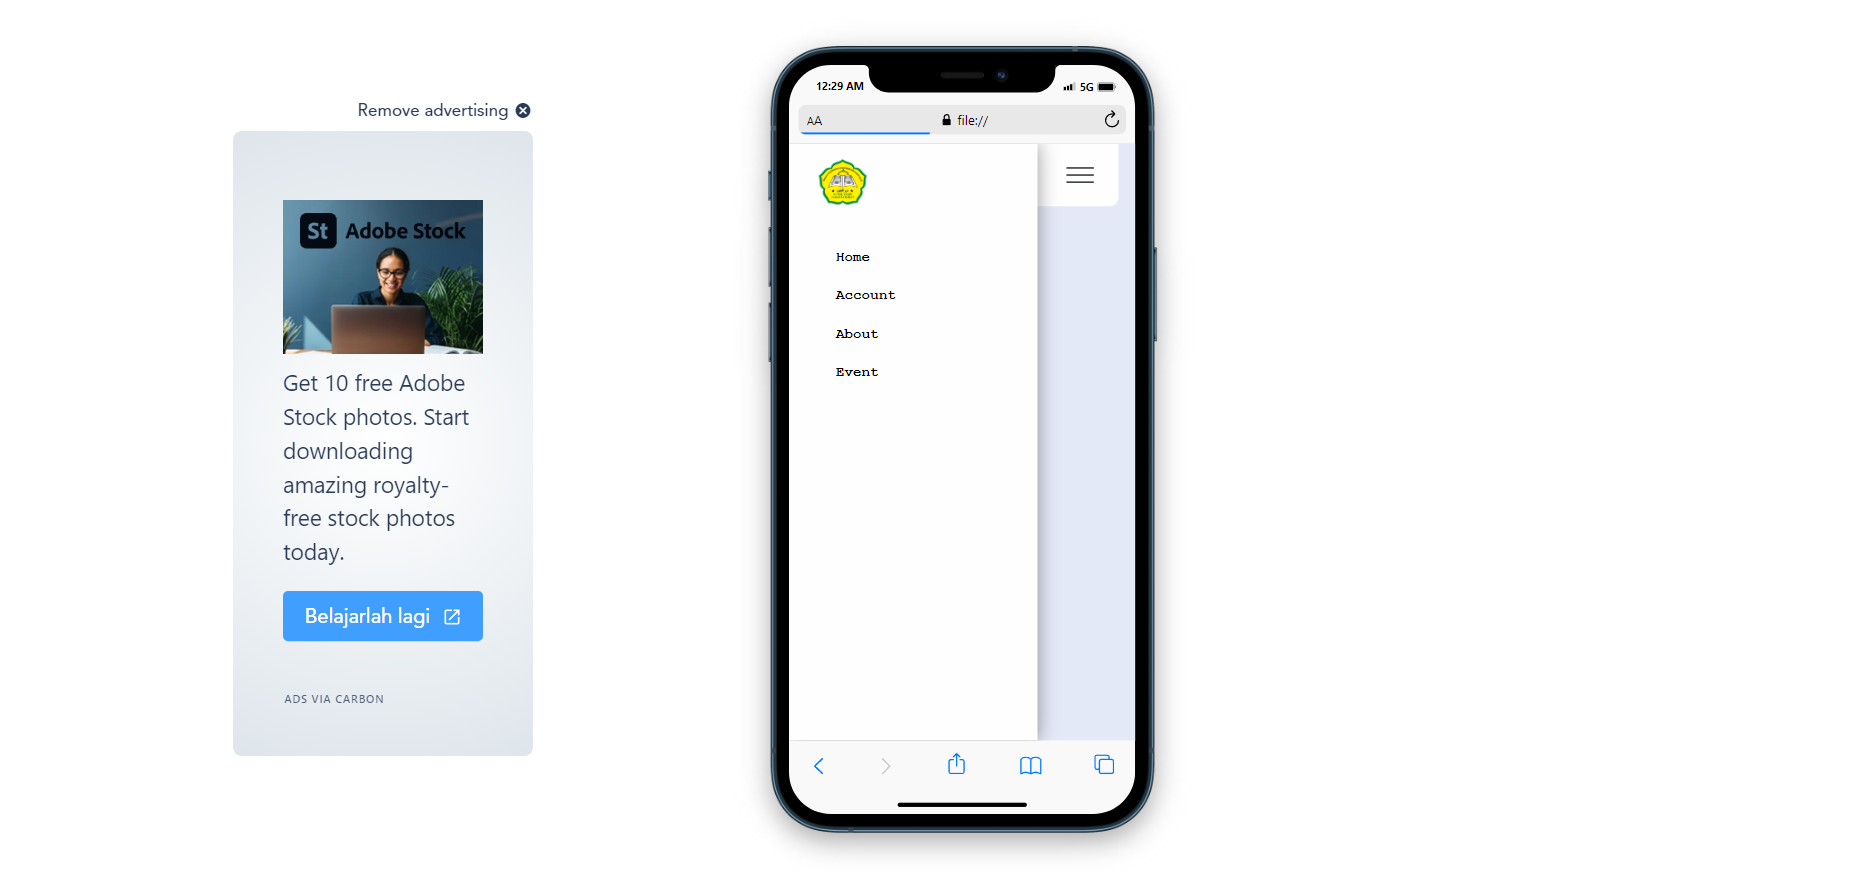 Remove advertising
St Adobe Stock
Get 10 free Adobe
Stock photos. Start
downloading
amazing royalty-
free stock photos
today.
Belajarlah lagi
ADS VIA CARBON
12:29 AM
5G
AA
file://
Home
Account
About
Event